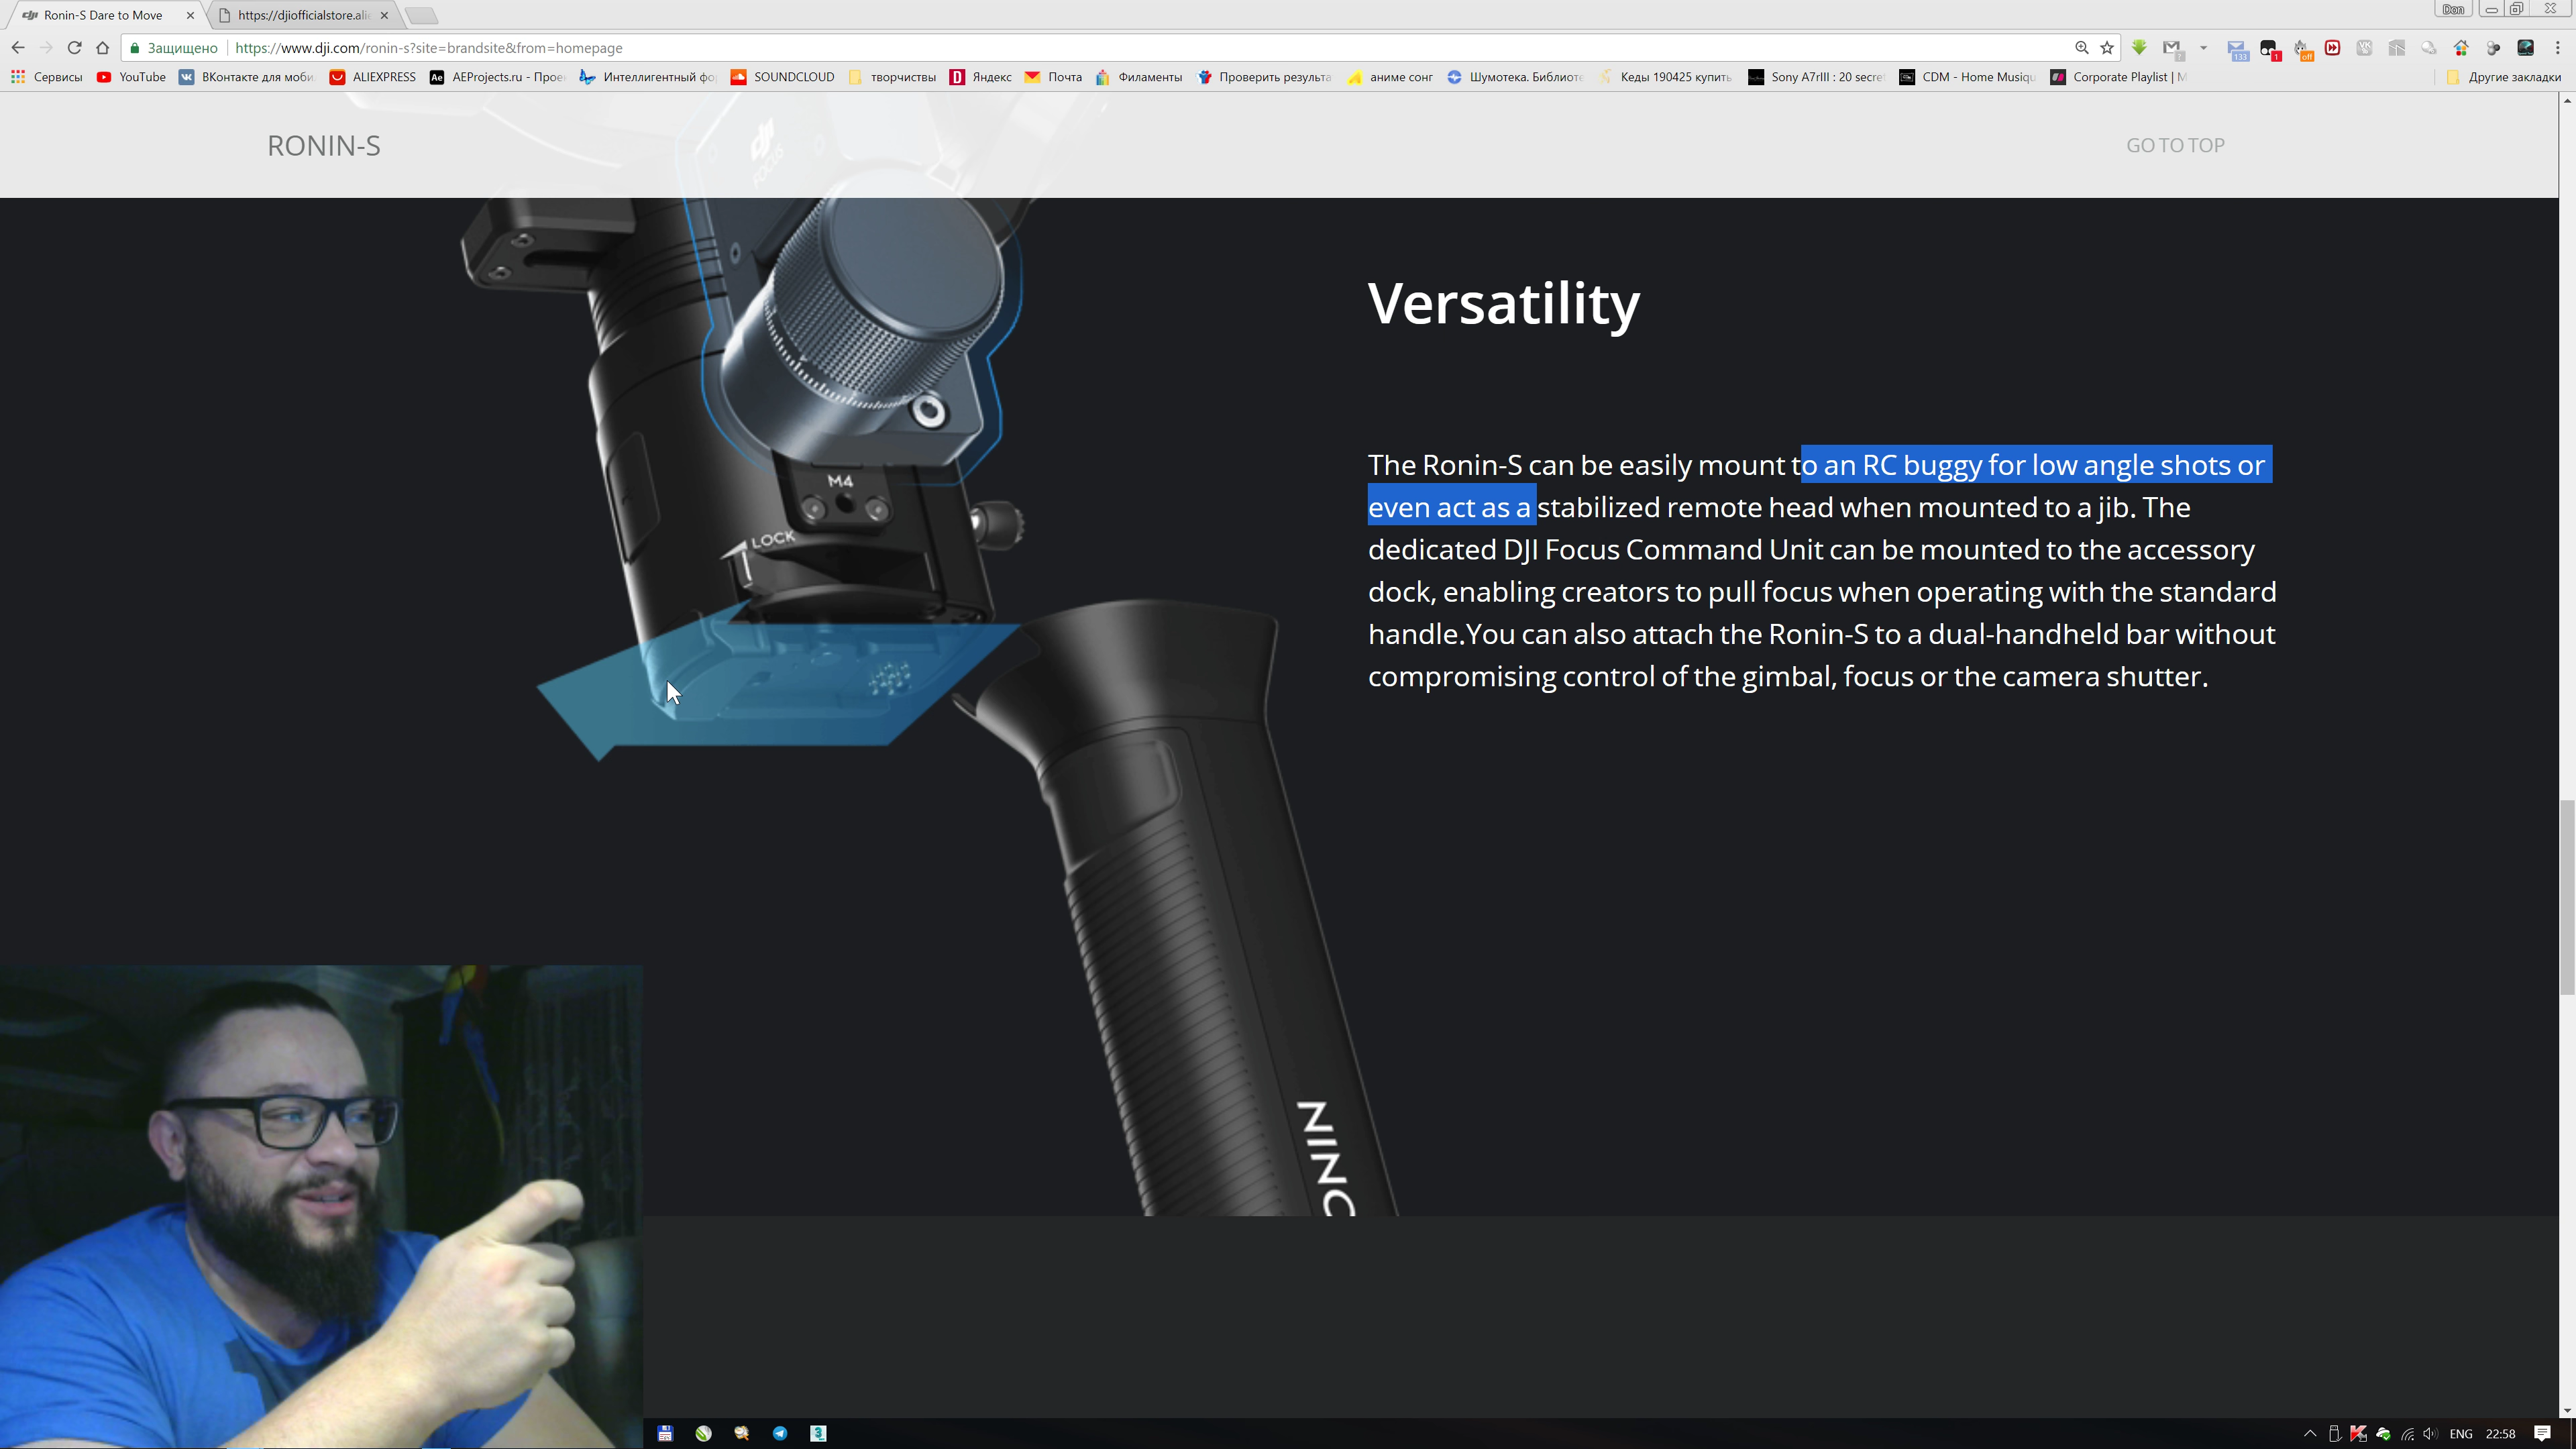 Ronin-S Dare to Move
https://djiofficialstore.ali
Don
Защищено
https://www.dji.com/ronin-s?site=brandsite&from=homepage
Сервисы
YouTube
ВКонтакте для моби
ALIEXPRESS
AEProjects.ru - Прое
Интеллигентный фо
SOUNDCLOUD
творчиствы
Яндекс
Почта
Филаменты
Проверить результа
аниме сонг
Шумотека. Библиоте
Кеды 190425 купить
Sony A7rIII : 20 secre
CDM - Home Musiqu
Corporate Playlist | M
Другие закладки
133
1
off
RONIN-S
GO TO TOP
dji
FOCUS
M4
LOCK
Versatility
The Ronin-S can be easily mount to an RC buggy for low angle shots or
even act as a stabilized remote head when mounted to a jib. The
dedicated DJI Focus Command Unit can be mounted to the accessory
dock, enabling creators to pull focus when operating with the standard
handle.You can also attach the Ronin-S to a dual-handheld bar without
compromising control of the gimbal, focus or the camera shutter.
NINO
ENG
22:58